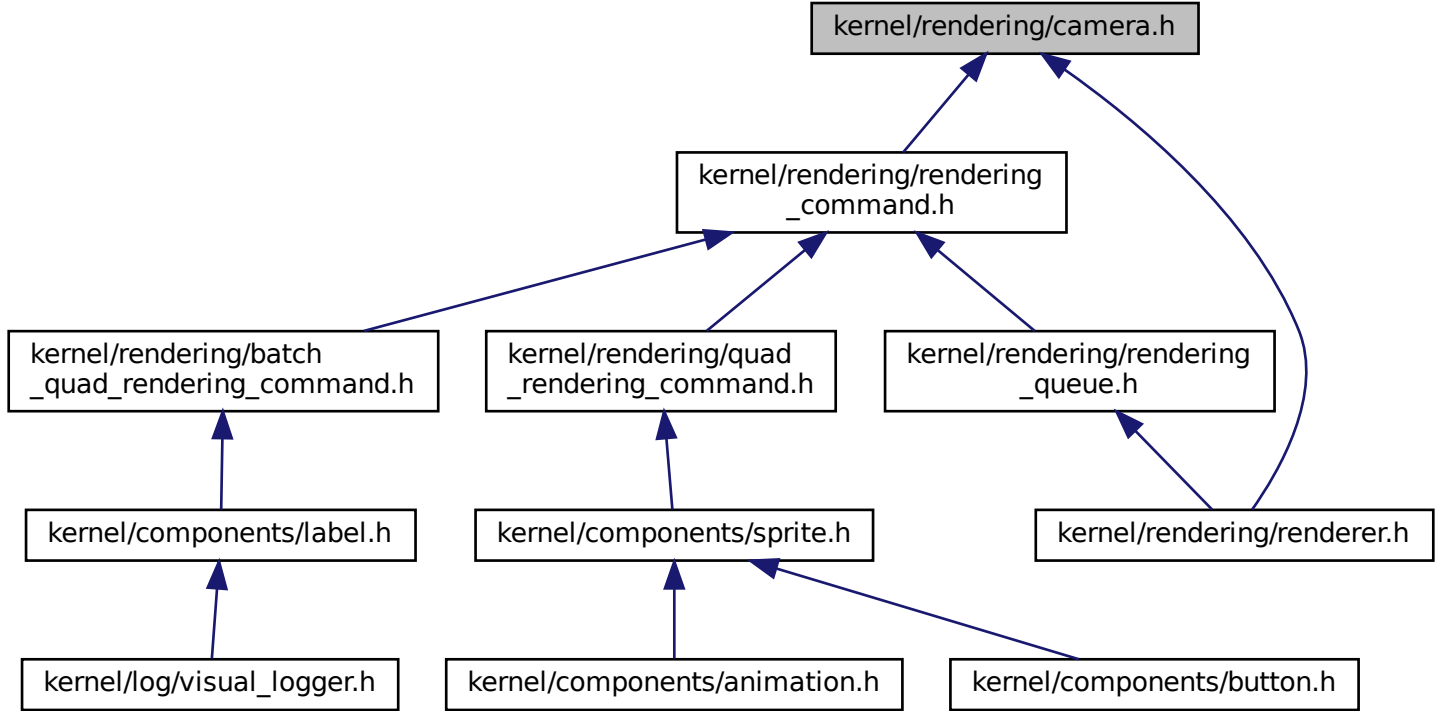 kernel/rendering/camera.h
kernel/rendering/rendering
_command.h
kernel/rendering/batch
_quad_rendering_command.h
kernel/rendering/quad
_rendering_command.h
kernel/rendering/rendering
_queue.h
kernel/components/label.h
kernel/components/sprite.h
kernel/rendering/renderer.h
kernel/log/visual_logger.h
kernel/components/animation.h
kernel/components/button.h